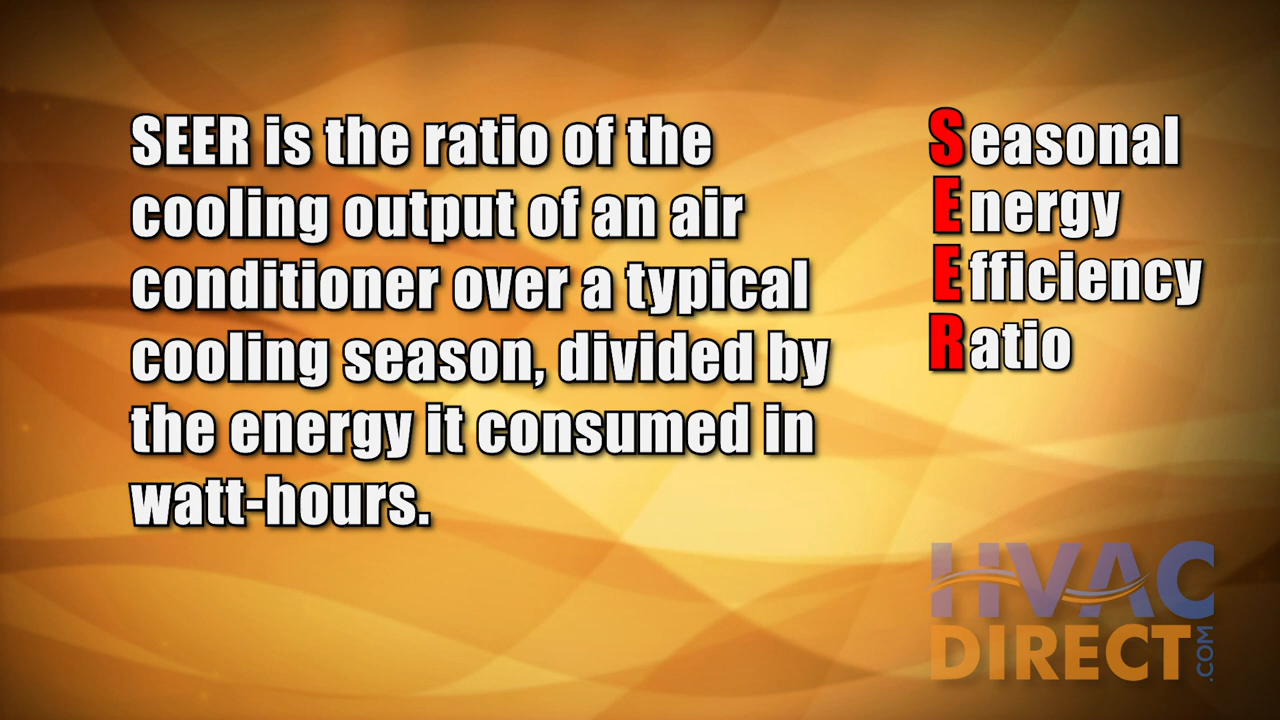 SEER is the ratio of the
cooling output of an air
conditioner over a typical
cooling season, divided by
the energy it consumed in
watt-hours.
Seasonal
Energy
Efficiency
Ratio
HVAC
DIRECT
.COM